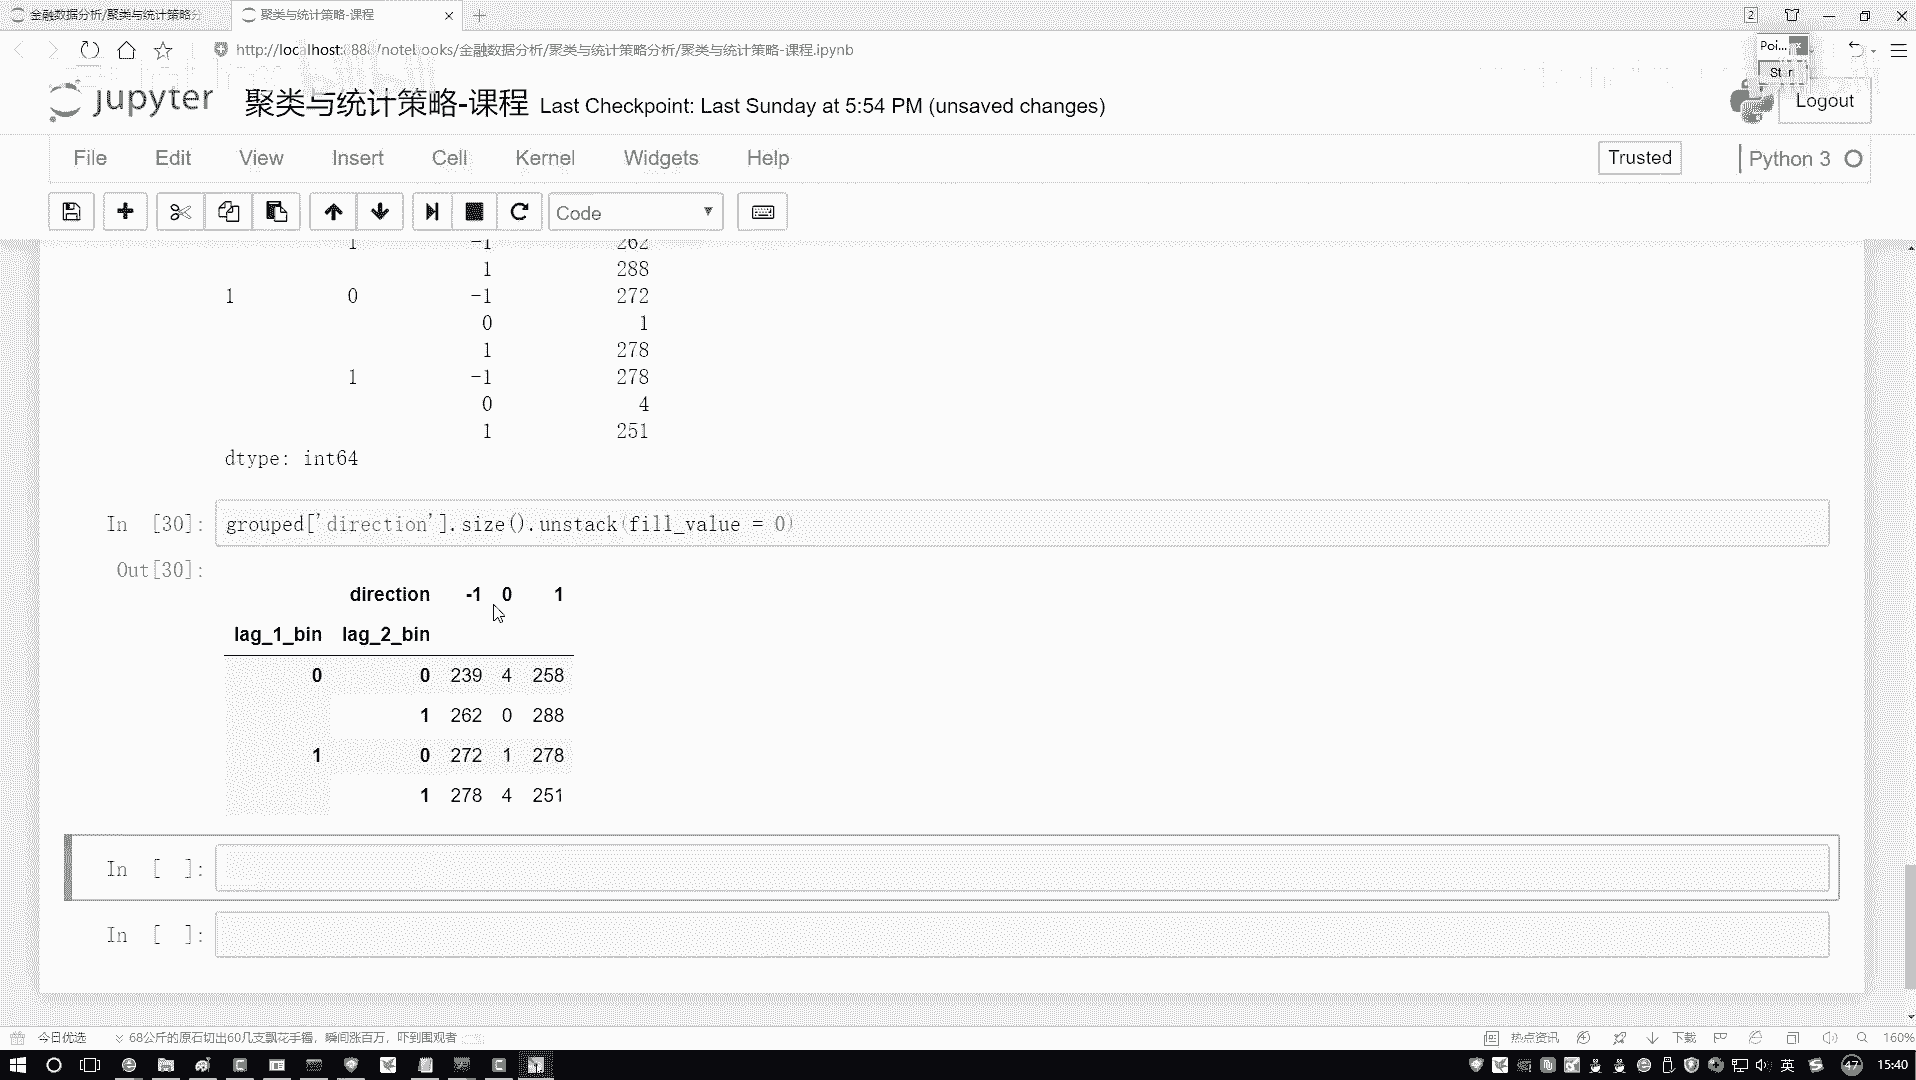 金融数据分析/聚类与统计策略分
聚类与统计策略-课程
2
http://localhost:888/notebooks/金融数据分析/聚类与统计策略分析/聚类与统计策略-课程.ipynb
Poi...
jupyter
聚类与统计策略-课程 Last Checkpoint: Last Sunday at 5:54 PM (unsaved changes)
Logout
File Edit View Insert Cell Kernel Widgets Help
Trusted
Python 3
Code
1 -1 262
1 288
1 0 -1 272
0 1
1 278
1 -1 278
0 4
1 251
dtype: int64
In [30]: grouped['direction'].size().unstack(fill_value = 0)
Out[30]:
direction -1 0 1
lag_1_bin lag_2_bin
0 0 239 4 258
1 262 0 288
1 0 272 1 278
1 278 4 251
In [ ]:
In [ ]:
今日优选 68公斤的原石切出60几支飘花手镯，瞬间涨百万，吓到围观者
热点资讯 下载 160%
英 47 15:40